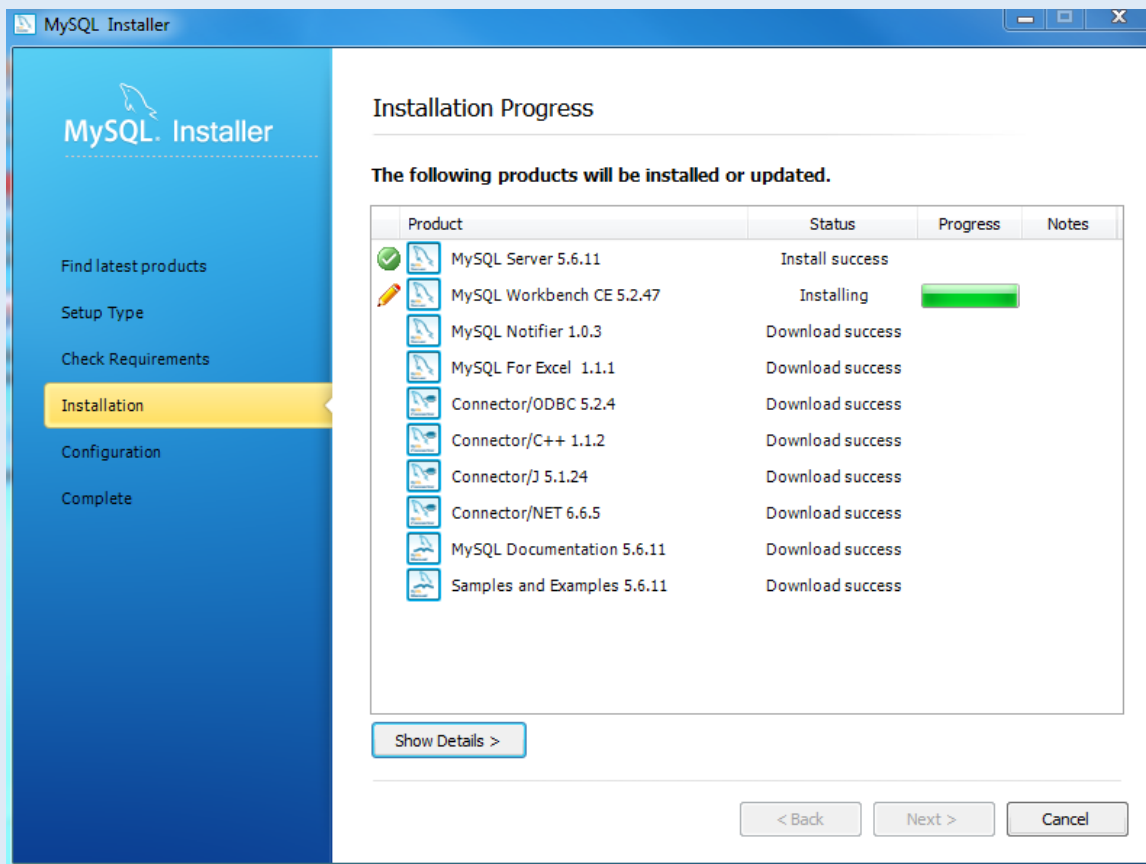 MySQL Installer
MySQL. Installer
Find latest products
Setup Type
Check Requirements
Installation
Configuration
Complete
Installation Progress
The following products will be installed or updated.
Product Status Progress Notes
MySQL Server 5.6.11 Install success
MySQL Workbench CE 5.2.47 Installing
MySQL Notifier 1.0.3 Download success
MySQL For Excel 1.1.1 Download success
Connector/ODBC 5.2.4 Download success
Connector/C++ 1.1.2 Download success
Connector/J 5.1.24 Download success
Connector/NET 6.6.5 Download success
MySQL Documentation 5.6.11 Download success
Samples and Examples 5.6.11 Download success
Show Details >
< Back Next > Cancel